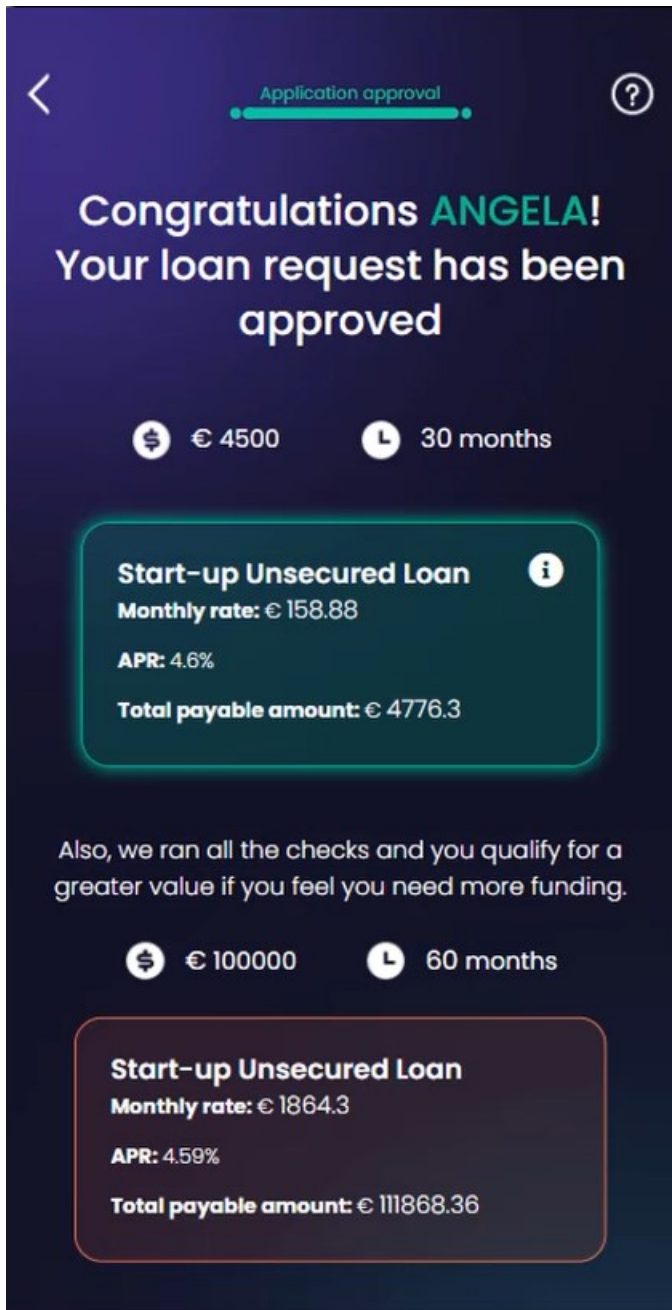 Application approval
Congratulations ANGELA!
Your loan request has been
approved
€ 4500
30 months
Start-up Unsecured Loan
Monthly rate: € 158.88
APR: 4.6%
Total payable amount: € 4776.3
Also, we ran all the checks and you qualify for a
greater value if you feel you need more funding.
€ 100000
60 months
Start-up Unsecured Loan
Monthly rate: € 1864.3
APR: 4.59%
Total payable amount: € 111868.36